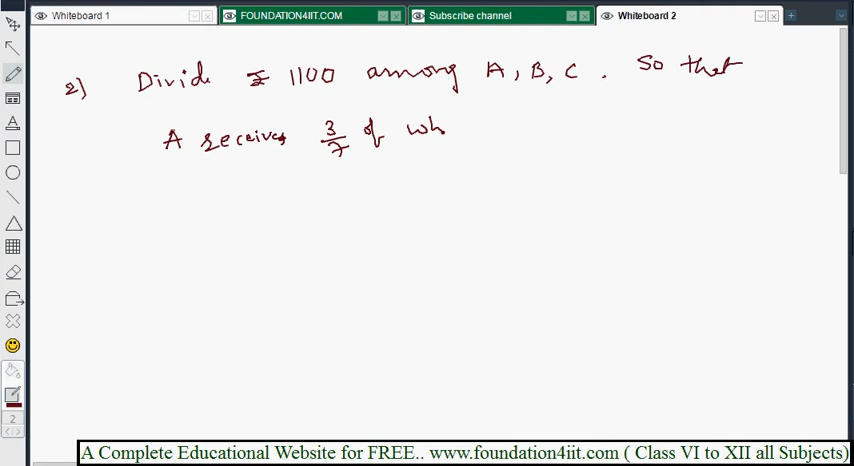 Whiteboard 1
FOUNDATION4IIT.COM
Subscribe channel
Whiteboard 2
2) Divide ₹ 1100 among A, B, C. So that
A receives 3/7 of wh
2
A Complete Educational Website for FREE.. www.foundation4iit.com ( Class VI to XII all Subjects)